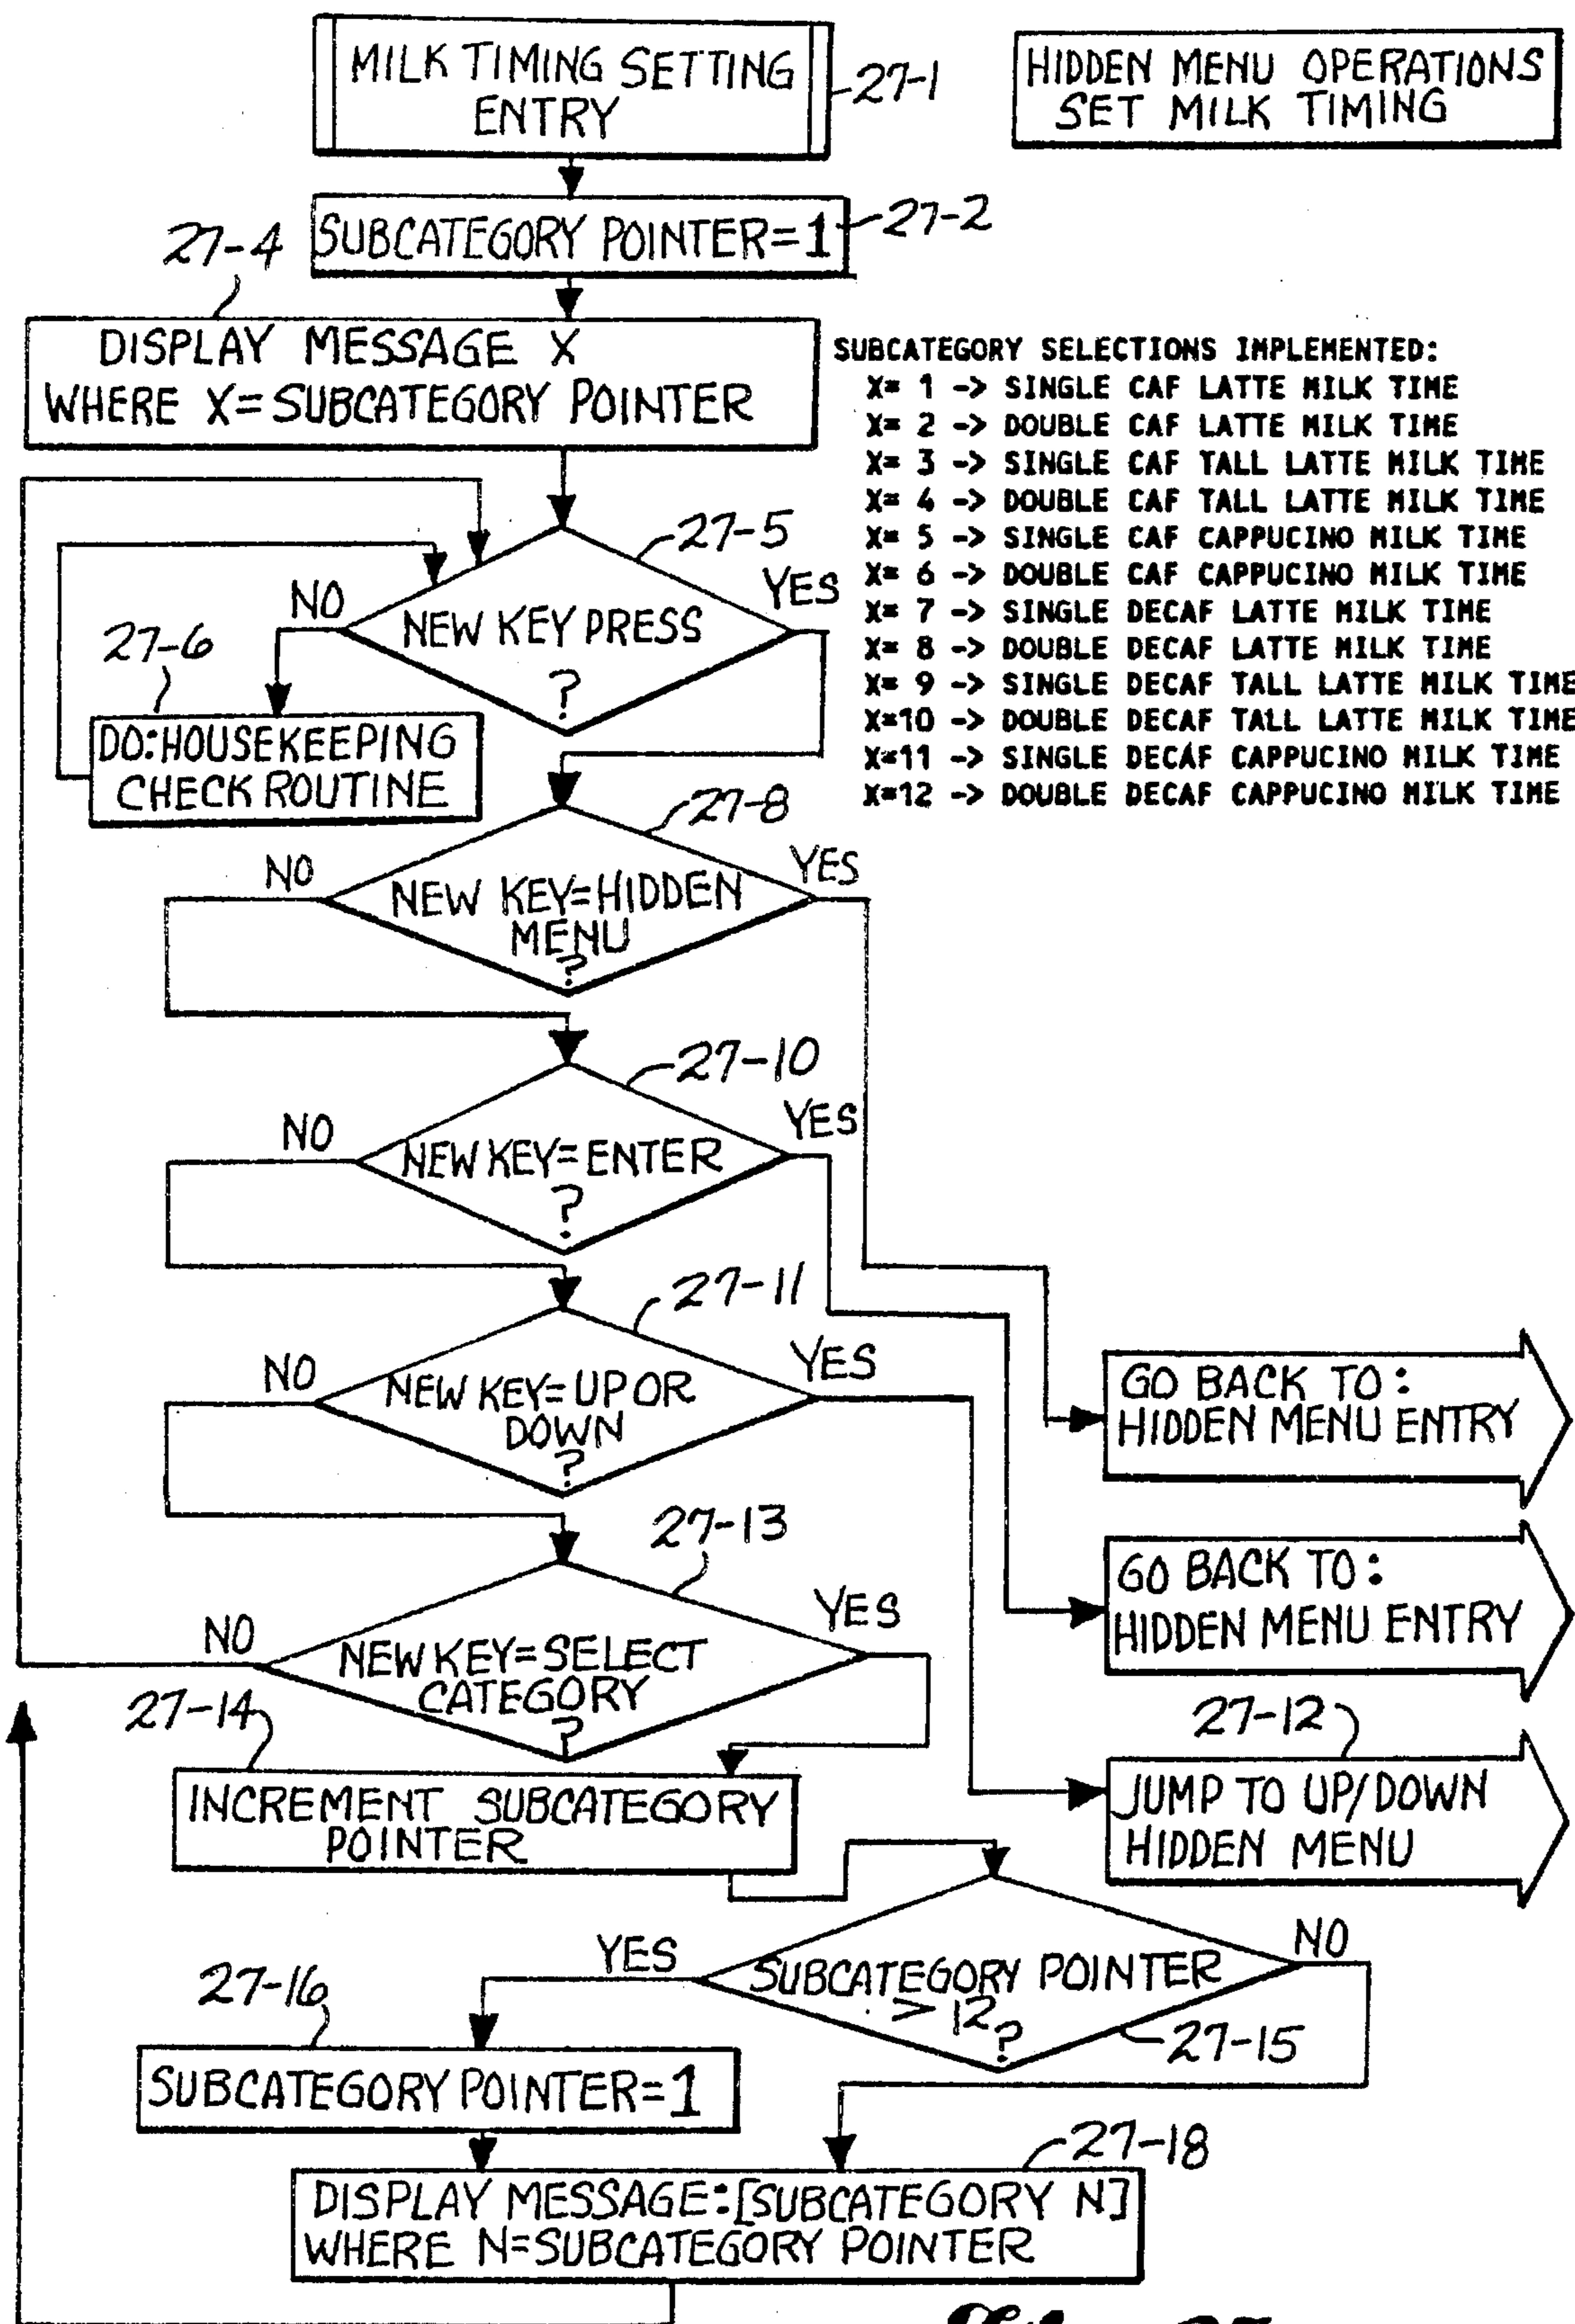 MILK TIMING SETTING
ENTRY
27-1
HIDDEN MENU OPERATIONS
SET MILK TIMING
SUBCATEGORY POINTER=1
27-2
27-4
DISPLAY MESSAGE X
WHERE X=SUBCATEGORY POINTER
SUBCATEGORY SELECTIONS IMPLEMENTED:
X= 1 -> SINGLE CAF LATTE MILK TIME
X= 2 -> DOUBLE CAF LATTE MILK TIME
X= 3 -> SINGLE CAF TALL LATTE MILK TIME
X= 4 -> DOUBLE CAF TALL LATTE MILK TIME
X= 5 -> SINGLE CAF CAPPUCINO MILK TIME
X= 6 -> DOUBLE CAF CAPPUCINO MILK TIME
X= 7 -> SINGLE DECAF LATTE MILK TIME
X= 8 -> DOUBLE DECAF LATTE MILK TIME
X= 9 -> SINGLE DECAF TALL LATTE MILK TIME
X=10 -> DOUBLE DECAF TALL LATTE MILK TIME
X=11 -> SINGLE DECAF CAPPUCINO MILK TIME
X=12 -> DOUBLE DECAF CAPPUCINO MILK TIME
27-5
NO
YES
NEW KEY PRESS
?
27-6
DO:HOUSEKEEPING
CHECK ROUTINE
27-8
NO
YES
NEW KEY=HIDDEN
MENU
?
27-10
NO
YES
NEW KEY=ENTER
?
27-11
NO
YES
NEW KEY=UP OR
DOWN
?
GO BACK TO:
HIDDEN MENU ENTRY
27-13
NO
YES
NEW KEY=SELECT
CATEGORY
?
GO BACK TO:
HIDDEN MENU ENTRY
27-14
INCREMENT SUBCATEGORY
POINTER
27-12
JUMP TO UP/DOWN
HIDDEN MENU
YES
NO
SUBCATEGORY POINTER
> 12
?
27-15
27-16
SUBCATEGORY POINTER=1
27-18
DISPLAY MESSAGE:[SUBCATEGORY N]
WHERE N=SUBCATEGORY POINTER